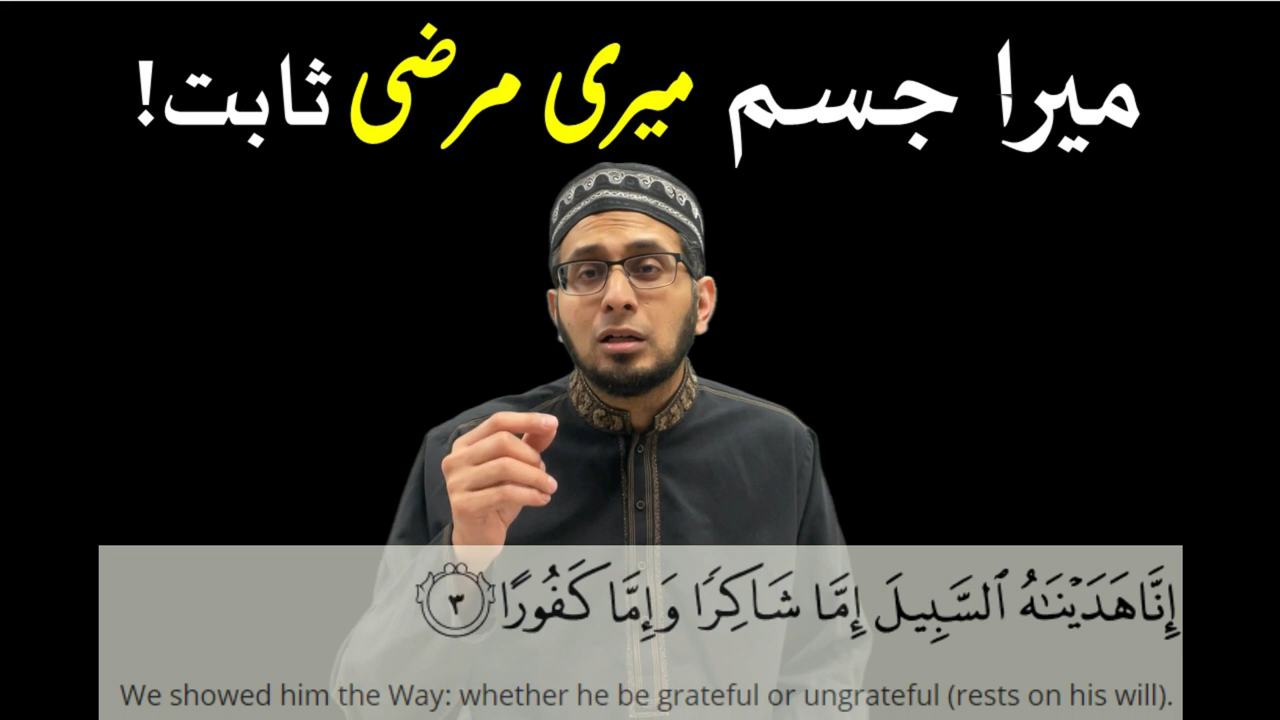 میرا جسم میری مرضی ثابت!
إِنَّا هَدَيْنَـٰهُ ٱلسَّبِيلَ إِمَّا شَاكِرًا وَإِمَّا كَفُورًا ٣
We showed him the Way: whether he be grateful or ungrateful (rests on his will).